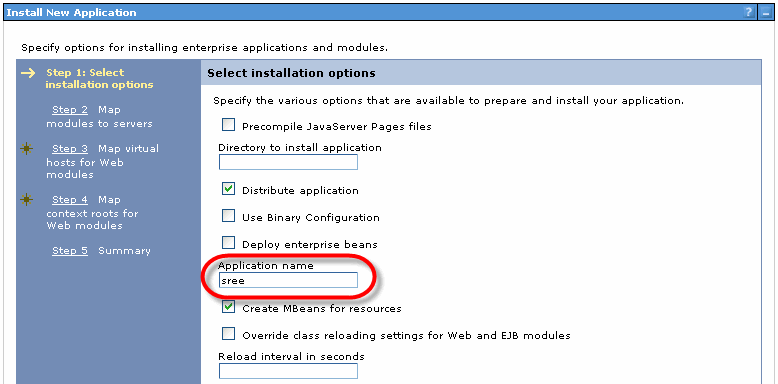 Install New Application
Specify options for installing enterprise applications and modules.
Step 1: Select
installation options
Step 2 Map
modules to servers
Step 3 Map virtual
hosts for Web
modules
Step 4 Map
context roots for
Web modules
Step 5 Summary
Select installation options
Specify the various options that are available to prepare and install your application.
Precompile JavaServer Pages files
Directory to install application
Distribute application
Use Binary Configuration
Deploy enterprise beans
Application name
sree
Create MBeans for resources
Override class reloading settings for Web and EJB modules
Reload interval in seconds